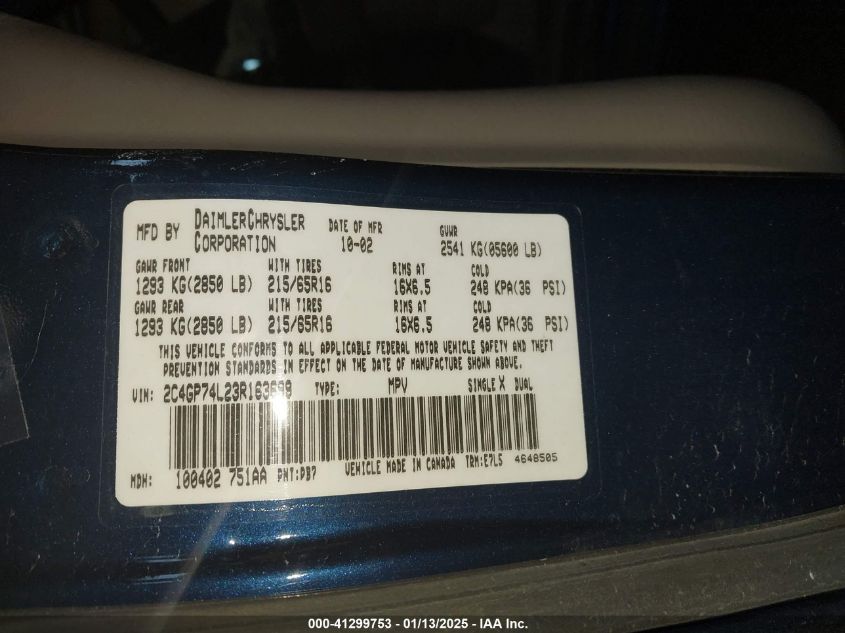 MFD BY DAIMLERCHRYSLER CORPORATION
DATE OF MFR 10-02
GVWR 2541 KG(05600 LB)
GAWR FRONT WITH TIRES RIMS AT COLD
1293 KG(2850 LB) 215/65R16 16X6.5 248 KPA(36 PSI)
GAWR REAR WITH TIRES RIMS AT COLD
1293 KG(2850 LB) 215/65R16 16X6.5 248 KPA(36 PSI)
THIS VEHICLE CONFORMS TO ALL APPLICABLE FEDERAL MOTOR VEHICLE SAFETY AND THEFT
PREVENTION STANDARDS IN EFFECT ON THE DATE OF MANUFACTURE SHOWN ABOVE.
VIN: TYPE: MPV SINGLE X DUAL
VEHICLE MADE IN CANADA TRM:E7L5 4648505
MDH: 100402 751AA PNT:PB7
000-41299753 — 01/13/2025 — IAA Inc.